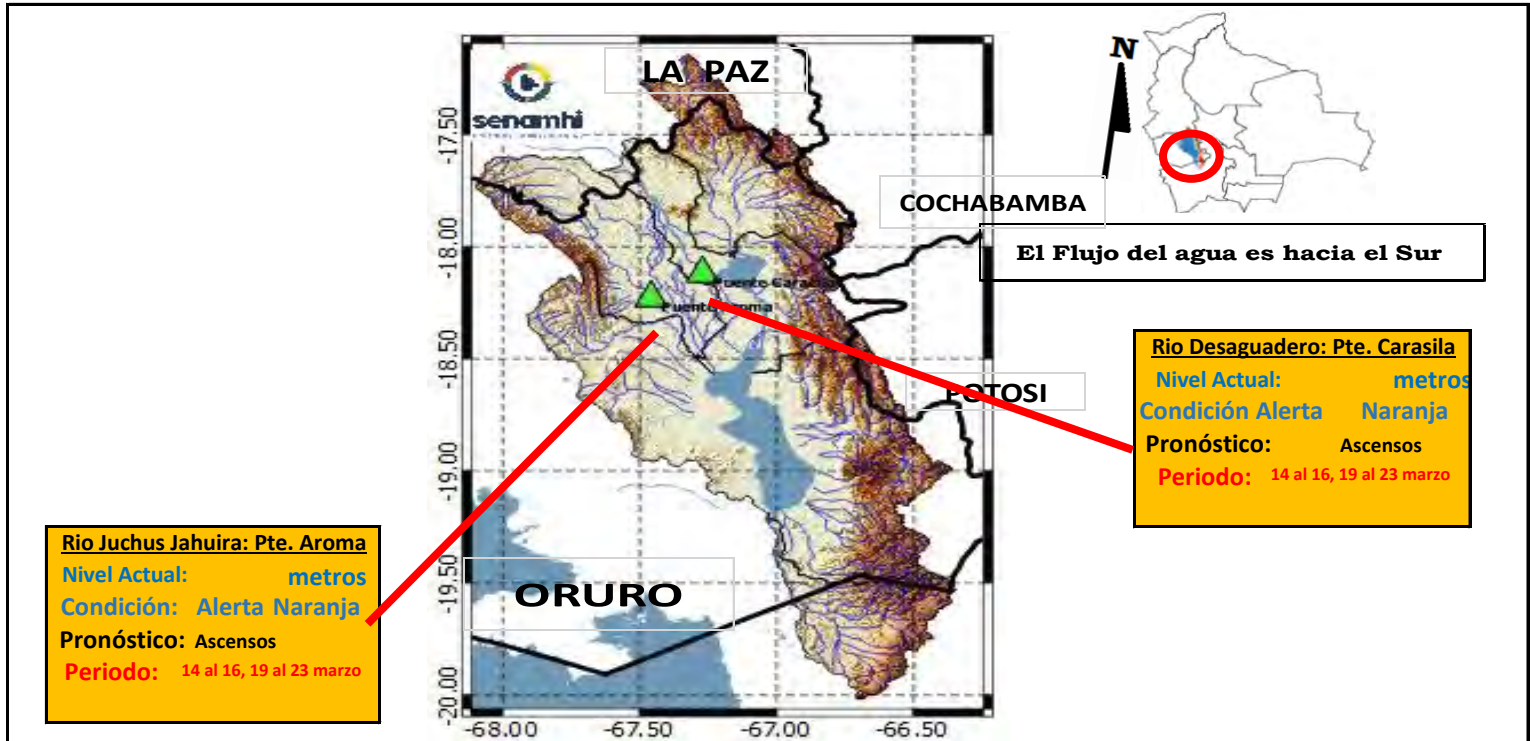 LA PAZ
senamhi
N
COCHABAMBA
El Flujo del agua es hacia el Sur
POTOSI
ORURO
Puente
Puente
-17.50
-18.00
-18.50
-19.00
-19.50
-20.00
-68.00 -67.50 -67.00 -66.50
Rio Desaguadero: Pte. Carasila
Nivel Actual: metros
Condición Alerta Naranja
Pronóstico: Ascensos
Periodo: 14 al 16, 19 al 23 marzo
Rio Juchus Jahuira: Pte. Aroma
Nivel Actual: metros
Condición: Alerta Naranja
Pronóstico: Ascensos
Periodo: 14 al 16, 19 al 23 marzo